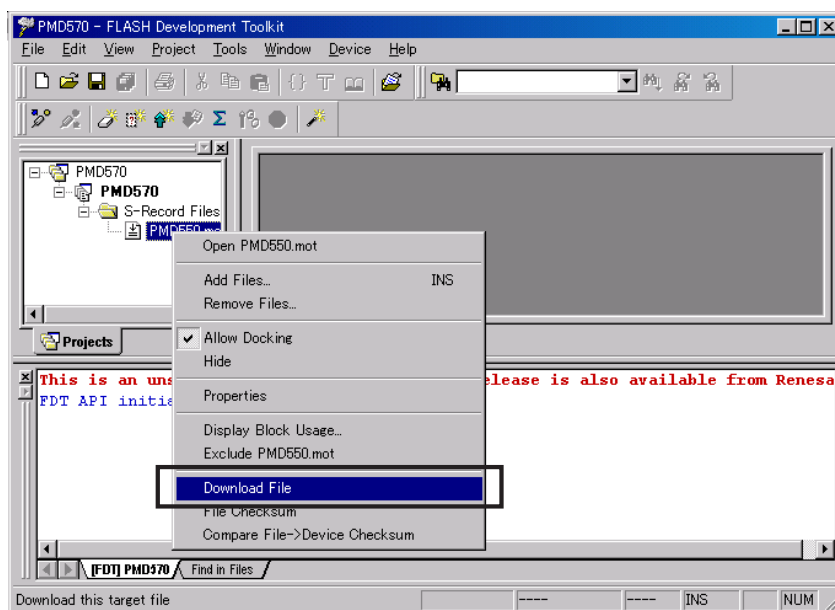 PMD570 - FLASH Development Toolkit
File Edit View Project Tools Window Device Help
PMD570
PMD570
S-Record Files
PMD550.mo
Open PMD550.mot
Add Files... INS
Remove Files...
Allow Docking
Hide
Properties
Display Block Usage...
Exclude PMD550.mot
Download File
File Checksum
Compare File->Device Checksum
Projects
This is an uns elease is also available from Renesa
FDT API initia
[FDT] PMD570 Find in Files
Download this target file ---- ---- INS NUM